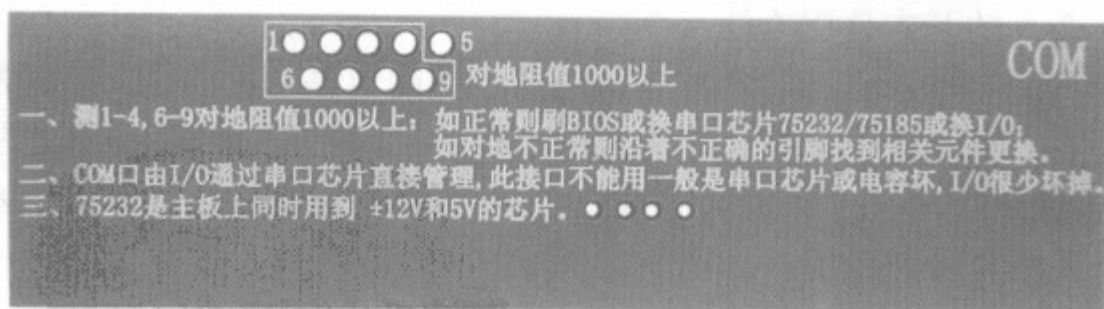 1 5
COM
6 9 对地阻值1000以上
一、测1-4,6-9对地阻值1000以上：如正常则刷BIOS或换串口芯片75232/75185或换I/O；
如对地不正常则沿着不正确的引脚找到相关元件更换。
二、COM口由I/O通过串口芯片直接管理,此接口不能用一般是串口芯片或电容坏,I/O很少坏掉。
三、75232是主板上同时用到 ±12V和5V的芯片。